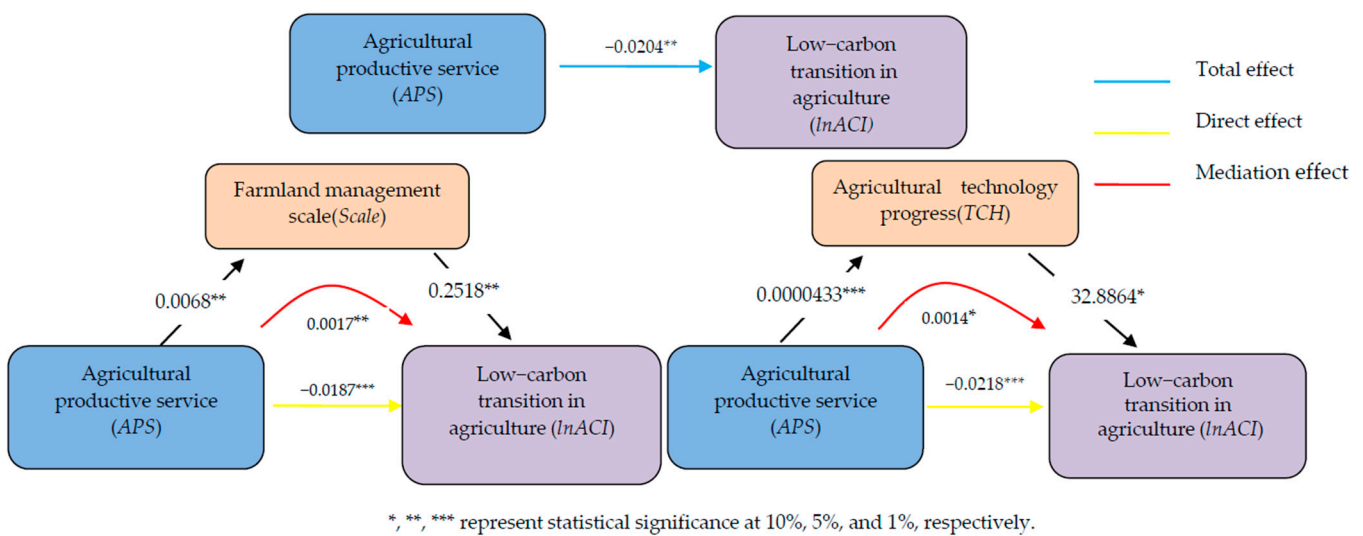 Agricultural
productive service
(APS)
−0.0204**
Low−carbon
transition in
agriculture
(lnACI)
Total effect
Direct effect
Mediation effect
Farmland management
scale(Scale)
0.0068**
0.2518**
0.0017**
Agricultural
productive service
(APS)
−0.0187***
Low−carbon
transition in
agriculture (lnACI)
Agricultural technology
progress(TCH)
0.0000433***
32.8864*
0.0014*
Agricultural
productive service
(APS)
−0.0218***
Low−carbon
transition in
agriculture (lnACI)
*, **, *** represent statistical significance at 10%, 5%, and 1%, respectively.